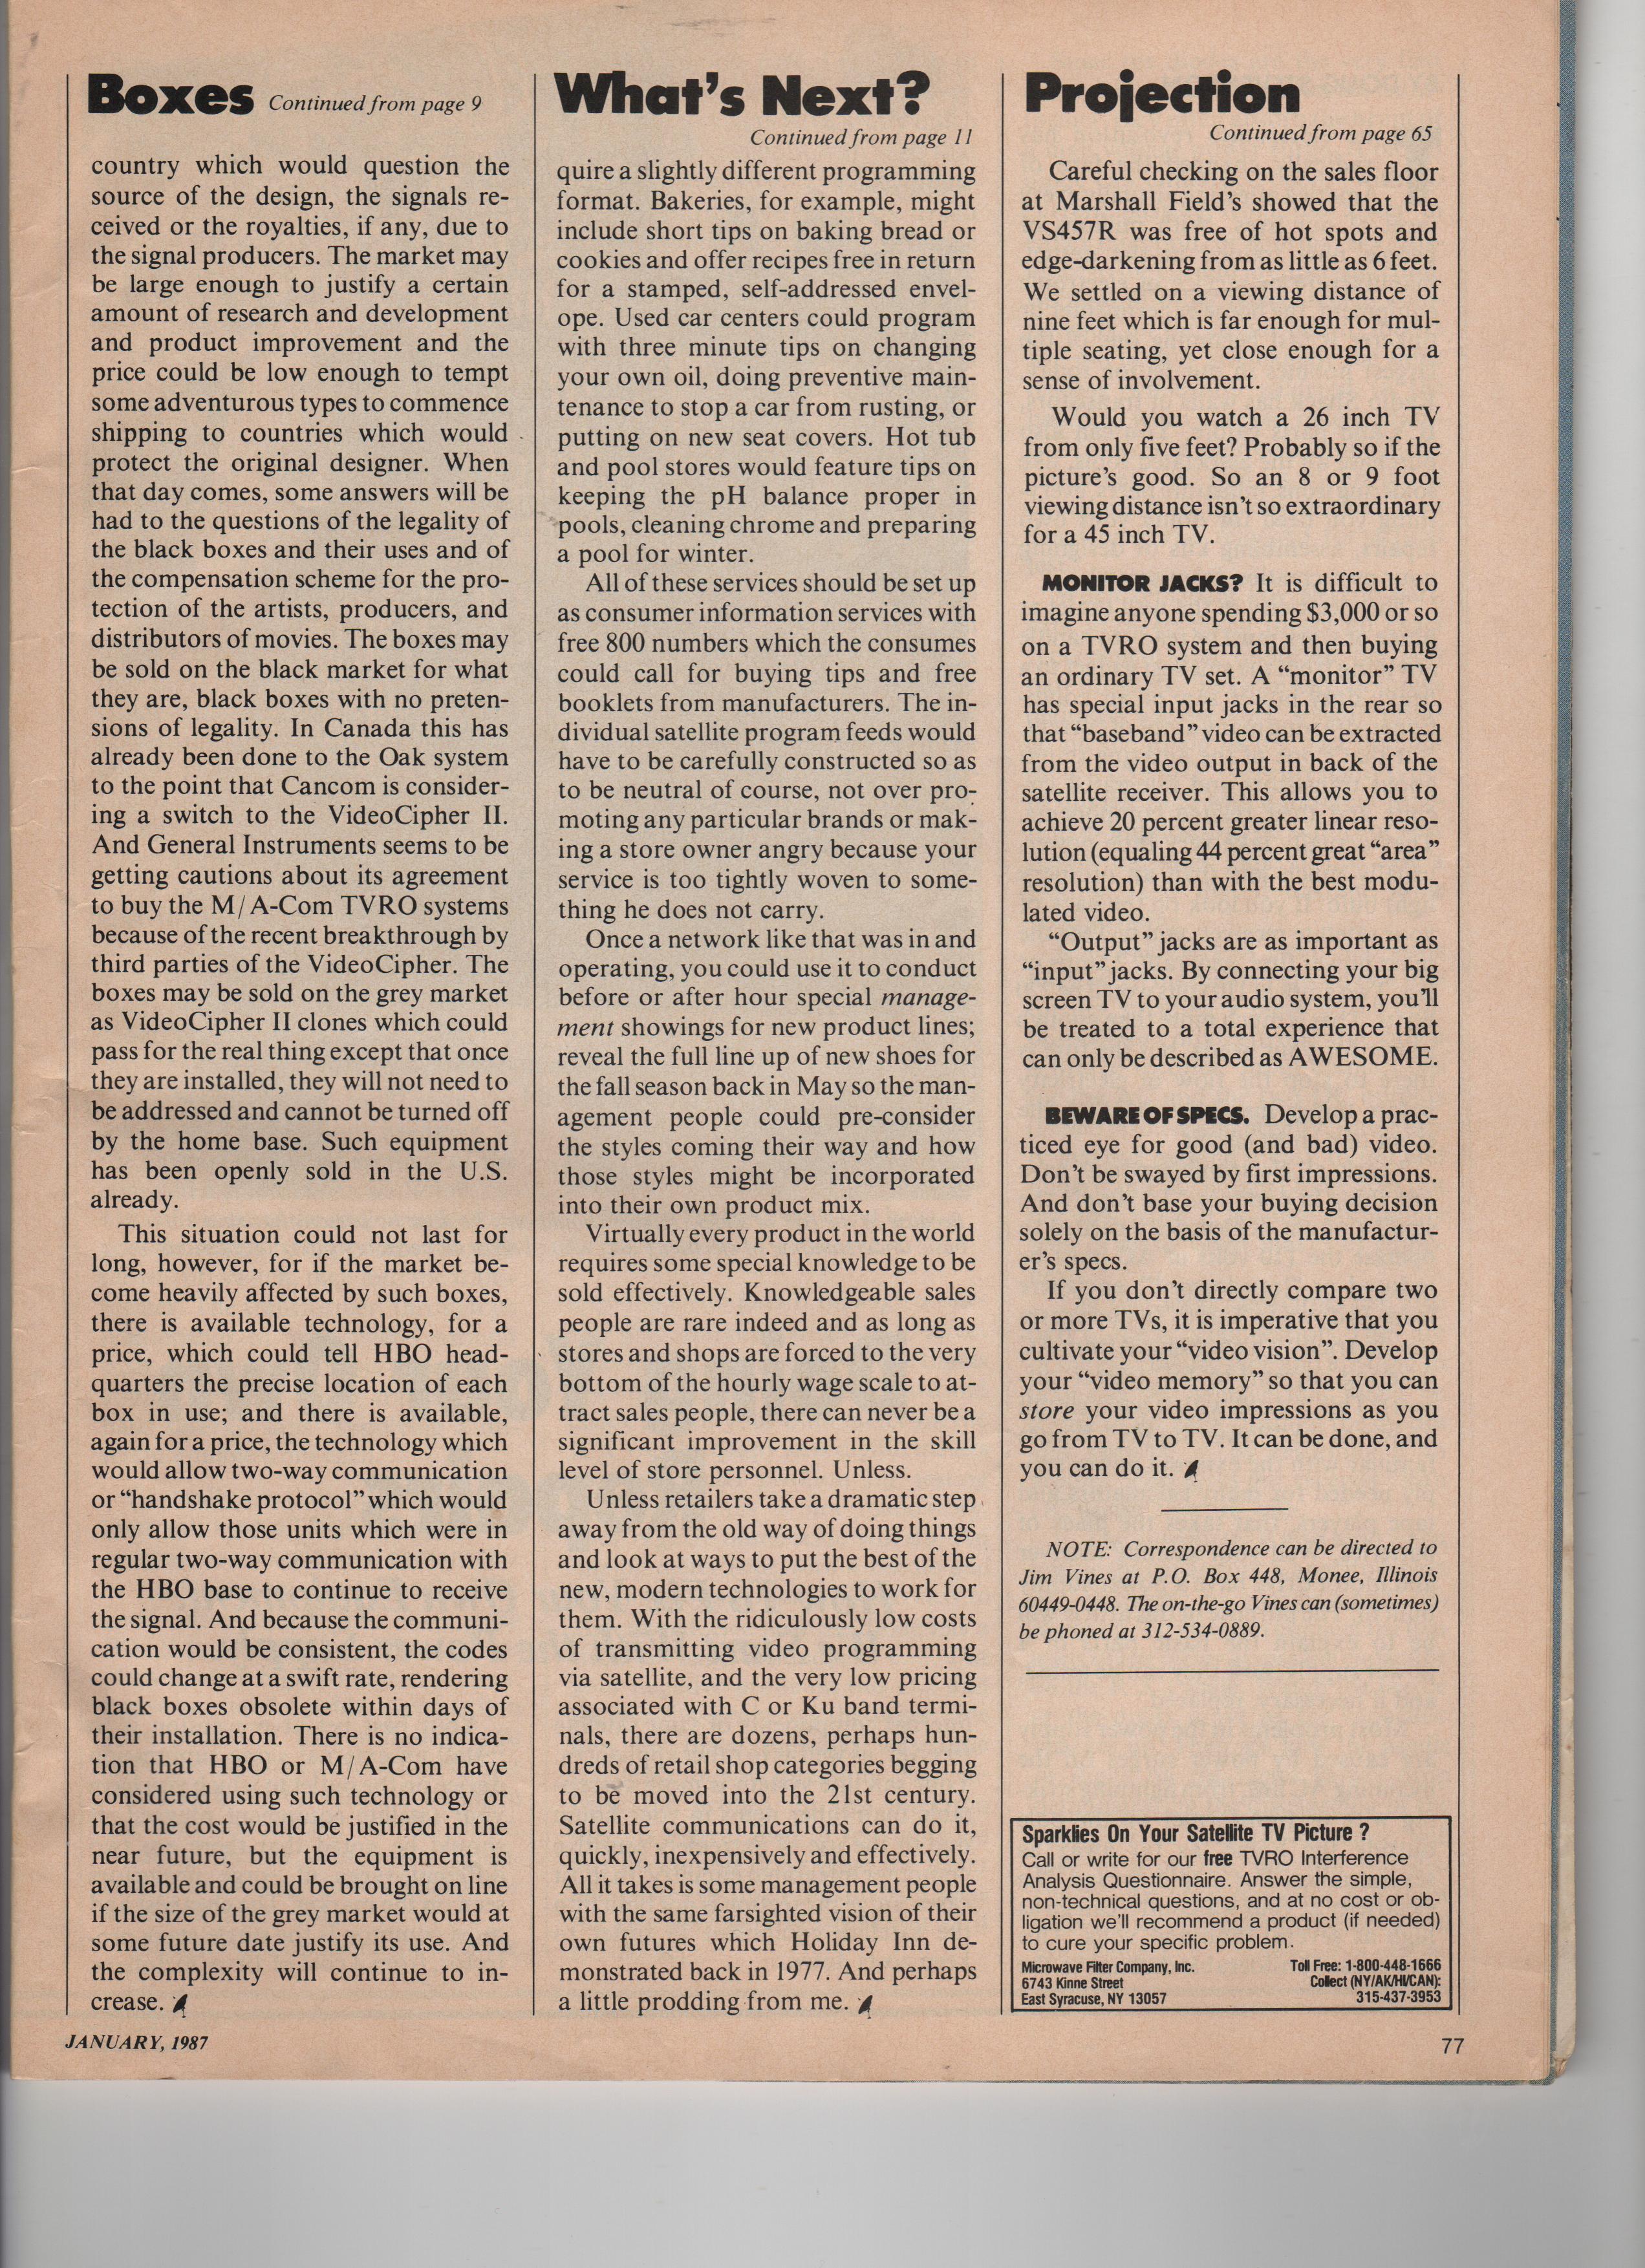 Boxes Continued from page 9
country which would question the
source of the design, the signals re-
ceived or the royalties, if any, due to
the signal producers. The market may
be large enough to justify a certain
amount of research and development
and product improvement and the
price could be low enough to tempt
some adventurous types to commence
shipping to countries which would
protect the original designer. When
that day comes, some answers will be
had to the questions of the legality of
the black boxes and their uses and of
the compensation scheme for the pro-
tection of the artists, producers, and
distributors of movies. The boxes may
be sold on the black market for what
they are, black boxes with no preten-
sions of legality. In Canada this has
already been done to the Oak system
to the point that Cancom is consider-
ing a switch to the VideoCipher II.
And General Instruments seems to be
getting cautions about its agreement
to buy the M/A-Com TVRO systems
because of the recent breakthrough by
third parties of the VideoCipher. The
boxes may be sold on the grey market
as VideoCipher II clones which could
pass for the real thing except that once
they are installed, they will not need to
be addressed and cannot be turned off
by the home base. Such equipment
has been openly sold in the U.S.
already.
This situation could not last for
long, however, for if the market be-
come heavily affected by such boxes,
there is available technology, for a
price, which could tell HBO head-
quarters the precise location of each
box in use; and there is available,
again for a price, the technology which
would allow two-way communication
or “handshake protocol” which would
only allow those units which were in
regular two-way communication with
the HBO base to continue to receive
the signal. And because the communi-
cation would be consistent, the codes
could change at a swift rate, rendering
black boxes obsolete within days of
their installation. There is no indica-
tion that HBO or M/A-Com have
considered using such technology or
that the cost would be justified in the
near future, but the equipment is
available and could be brought on line
if the size of the grey market would at
some future date justify its use. And
the complexity will continue to in-
crease.
What's Next?
Continued from page 11
quire a slightly different programming
format. Bakeries, for example, might
include short tips on baking bread or
cookies and offer recipes free in return
for a stamped, self-addressed envel-
ope. Used car centers could program
with three minute tips on changing
your own oil, doing preventive main-
tenance to stop a car from rusting, or
putting on new seat covers. Hot tub
and pool stores would feature tips on
keeping the pH balance proper in
pools, cleaning chrome and preparing
a pool for winter.
All of these services should be set up
as consumer information services with
free 800 numbers which the consumes
could call for buying tips and free
booklets from manufacturers. The in-
dividual satellite program feeds would
have to be carefully constructed so as
to be neutral of course, not over pro-
moting any particular brands or mak-
ing a store owner angry because your
service is too tightly woven to some-
thing he does not carry.
Once a network like that was in and
operating, you could use it to conduct
before or after hour special manage-
ment showings for new product lines;
reveal the full line up of new shoes for
the fall season back in May so the man-
agement people could pre-consider
the styles coming their way and how
those styles might be incorporated
into their own product mix.
Virtually every product in the world
requires some special knowledge to be
sold effectively. Knowledgeable sales
people are rare indeed and as long as
stores and shops are forced to the very
bottom of the hourly wage scale to at-
tract sales people, there can never be a
significant improvement in the skill
level of store personnel. Unless.
Unless retailers take a dramatic step
away from the old way of doing things
and look at ways to put the best of the
new, modern technologies to work for
them. With the ridiculously low costs
of transmitting video programming
via satellite, and the very low pricing
associated with C or Ku band termi-
nals, there are dozens, perhaps hun-
dreds of retail shop categories begging
to be moved into the 21st century.
Satellite communications can do it,
quickly, inexpensively and effectively.
All it takes is some management people
with the same farsighted vision of their
own futures which Holiday Inn de-
monstrated back in 1977. And perhaps
a little prodding from me.
Projection
Continued from page 65
Careful checking on the sales floor
at Marshall Field's showed that the
VS457R was free of hot spots and
edge-darkening from as little as 6 feet.
We settled on a viewing distance of
nine feet which is far enough for mul-
tiple seating, yet close enough for a
sense of involvement.
Would you watch a 26 inch TV
from only five feet? Probably so if the
picture's good. So an 8 or 9 foot
viewing distance isn't so extraordinary
for a 45 inch TV.
MONITOR JACKS? It is difficult to
imagine anyone spending $3,000 or so
on a TVRO system and then buying
an ordinary TV set. A “monitor” TV
has special input jacks in the rear so
that “baseband” video can be extracted
from the video output in back of the
satellite receiver. This allows you to
achieve 20 percent greater linear reso-
lution (equaling 44 percent great “area”
resolution) than with the best modu-
lated video.
“Output” jacks are as important as
“input” jacks. By connecting your big
screen TV to your audio system, you'll
be treated to a total experience that
can only be described as AWESOME.
BEWARE OF SPECS. Develop a prac-
ticed eye for good (and bad) video.
Don't be swayed by first impressions.
And don't base your buying decision
solely on the basis of the manufactur-
er's specs.
If you don't directly compare two
or more TVs, it is imperative that you
cultivate your “video vision”. Develop
your “video memory” so that you can
store your video impressions as you
go from TV to TV. It can be done, and
you can do it.
NOTE: Correspondence can be directed to
Jim Vines at P.O. Box 448, Monee, Illinois
60449-0448. The on-the-go Vines can (sometimes)
be phoned at 312-534-0889.
Sparklies On Your Satellite TV Picture ?
Call or write for our free TVRO Interference
Analysis Questionnaire. Answer the simple,
non-technical questions, and at no cost or ob-
ligation we'll recommend a product (if needed)
to cure your specific problem.
Microwave Filter Company, Inc. Toll Free: 1-800-448-1666
6743 Kinne Street Collect (NY/AK/HI/CAN):
East Syracuse, NY 13057 315-437-3953
JANUARY, 1987 77